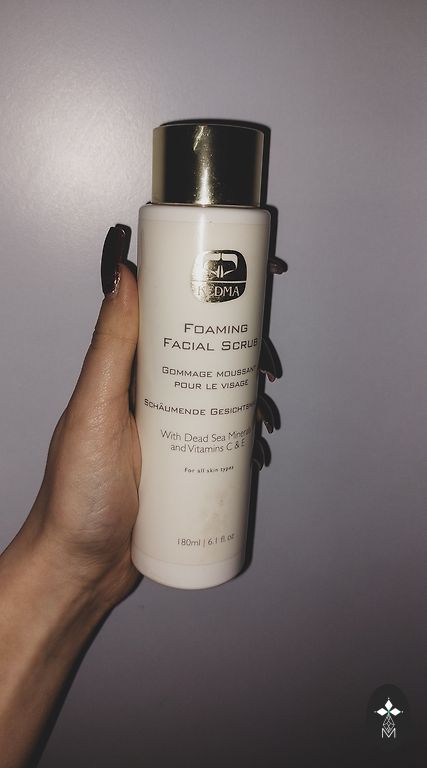 KEDMA
FOAMING
FACIAL SCRUB
GOMMAGE MOUSSANT
POUR LE VISAGE
SCHÄUMENDE
With Dead Sea Minerals
and Vitamins C & E
For all skin types
180ml | 6.1 fl. oz
M